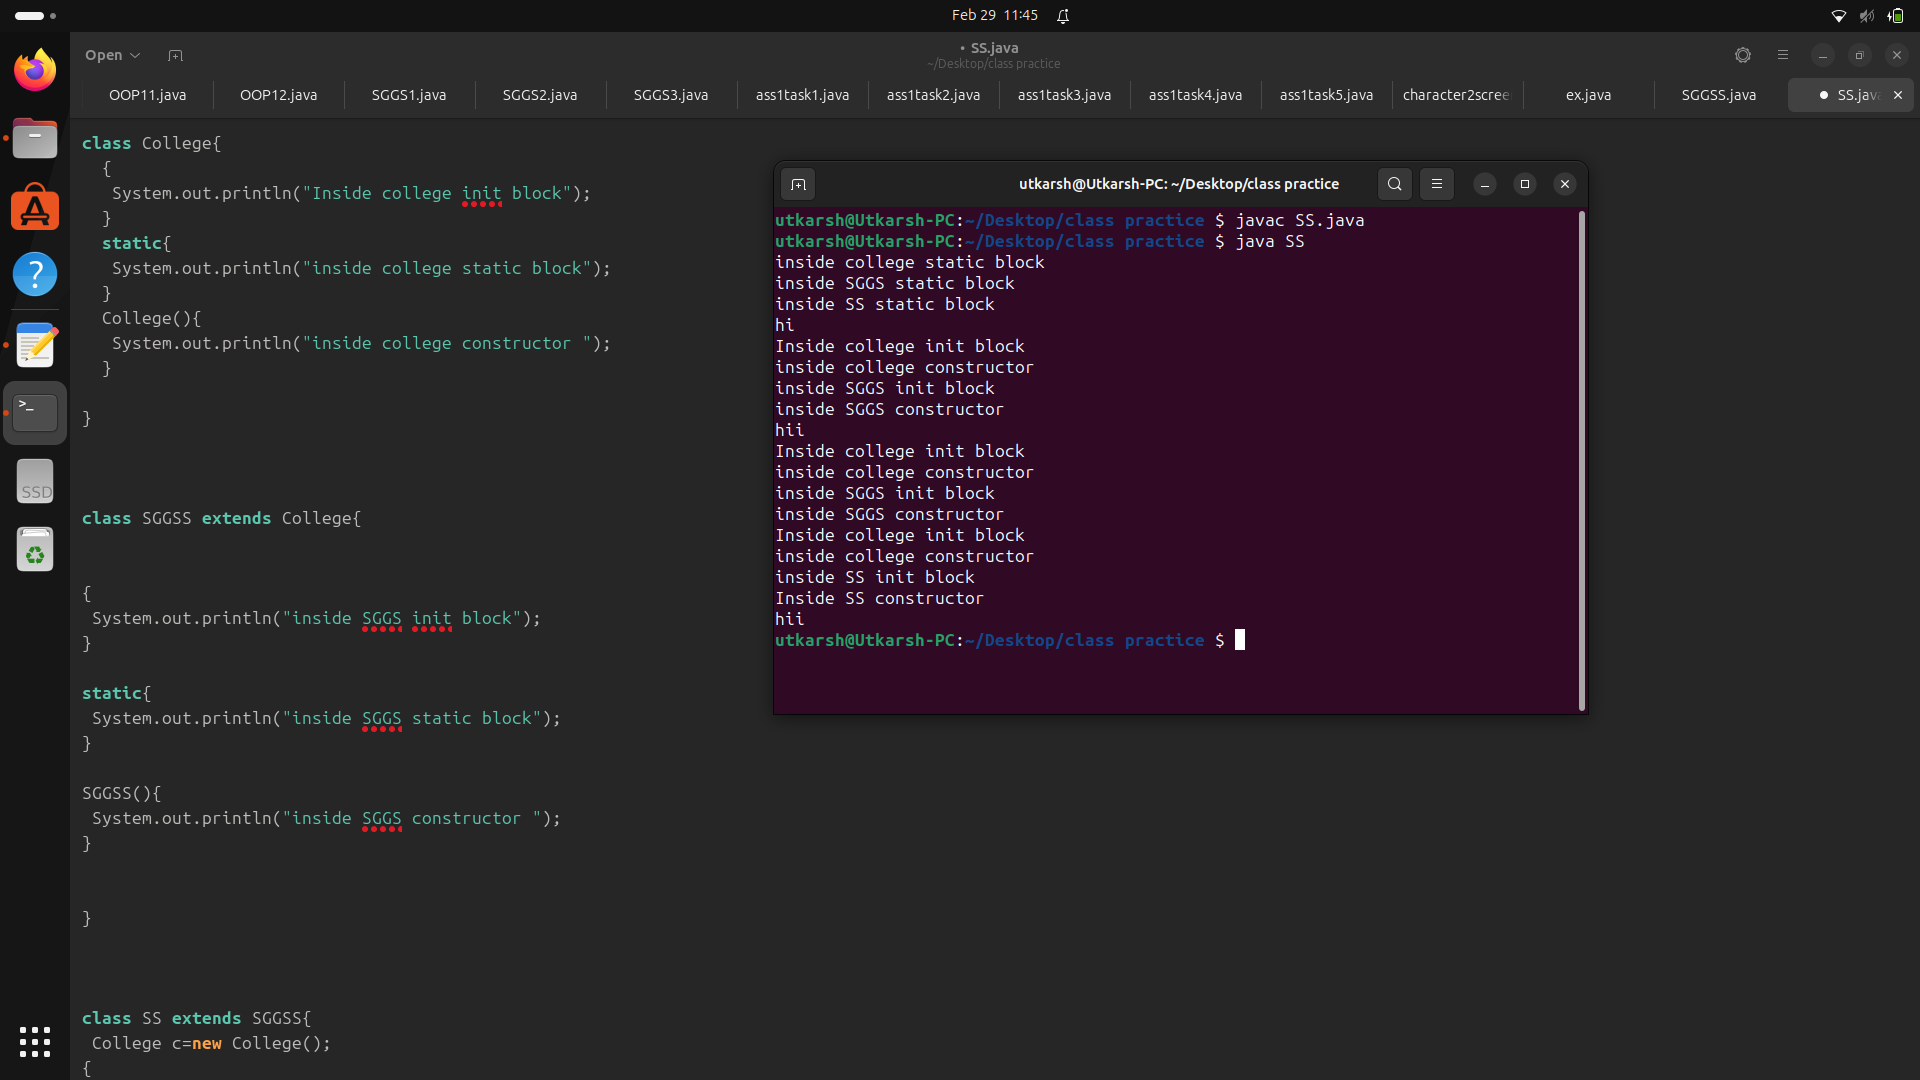 Feb 29 11:45
Open
• SS.java
~/Desktop/class practice
OOP11.java OOP12.java SGGS1.java SGGS2.java SGGS3.java ass1task1.java ass1task2.java ass1task3.java ass1task4.java ass1task5.java character2scree ex.java SGGSS.java SS.java
class College{
{
System.out.println("Inside college init block");
}
static{
System.out.println("inside college static block");
}
College(){
System.out.println("inside college constructor ");
}
}
class SGGSS extends College{
{
System.out.println("inside SGGS init block");
}
static{
System.out.println("inside SGGS static block");
}
SGGSS(){
System.out.println("inside SGGS constructor ");
}
}
class SS extends SGGSS{
College c=new College();
{
utkarsh@Utkarsh-PC: ~/Desktop/class practice
utkarsh@Utkarsh-PC:~/Desktop/class practice $ javac SS.java
utkarsh@Utkarsh-PC:~/Desktop/class practice $ java SS
inside college static block
inside SGGS static block
inside SS static block
hi
Inside college init block
inside college constructor
inside SGGS init block
inside SGGS constructor
hii
Inside college init block
inside college constructor
inside SGGS init block
inside SGGS constructor
Inside college init block
inside college constructor
inside SS init block
Inside SS constructor
hii
utkarsh@Utkarsh-PC:~/Desktop/class practice $
>_
SSD